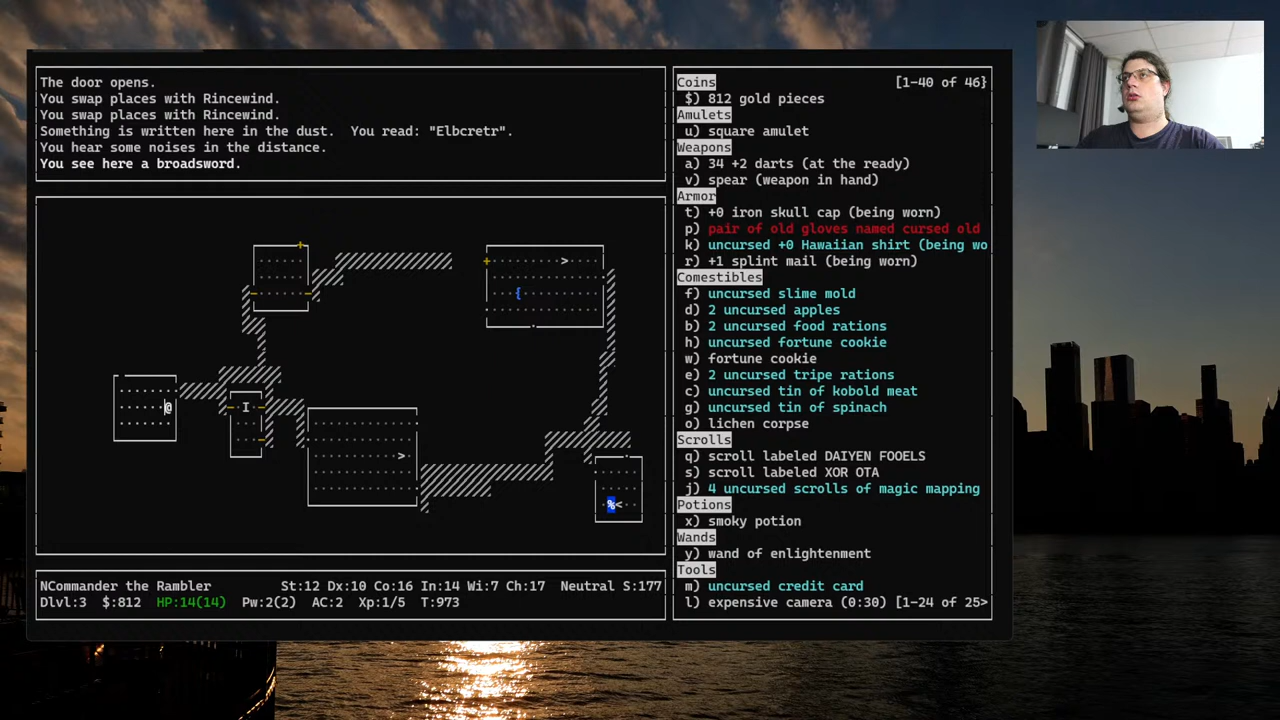 The door opens.
You swap places with Rincewind.
You swap places with Rincewind.
Something is written here in the dust.  You read: "Elbcretr".
You hear some noises in the distance.
You see here a broadsword.
NCommander the Rambler St:12 Dx:10 Co:16 In:14 Wi:7 Ch:17 Neutral S:177
Dlvl:3 $:812 HP:14(14) Pw:2(2) AC:2 Xp:1/5 T:973
Coins [1-40 of 46}
$) 812 gold pieces
Amulets
u) square amulet
Weapons
a) 34 +2 darts (at the ready)
v) spear (weapon in hand)
Armor
t) +0 iron skull cap (being worn)
p) pair of old gloves named cursed old
k) uncursed +0 Hawaiian shirt (being wo
r) +1 splint mail (being worn)
Comestibles
f) uncursed slime mold
d) 2 uncursed apples
b) 2 uncursed food rations
h) uncursed fortune cookie
w) fortune cookie
e) 2 uncursed tripe rations
c) uncursed tin of kobold meat
g) uncursed tin of spinach
o) lichen corpse
Scrolls
q) scroll labeled DAIYEN FOOELS
s) scroll labeled XOR OTA
j) 4 uncursed scrolls of magic mapping
Potions
x) smoky potion
Wands
y) wand of enlightenment
Tools
m) uncursed credit card
l) expensive camera (0:30) [1-24 of 25>